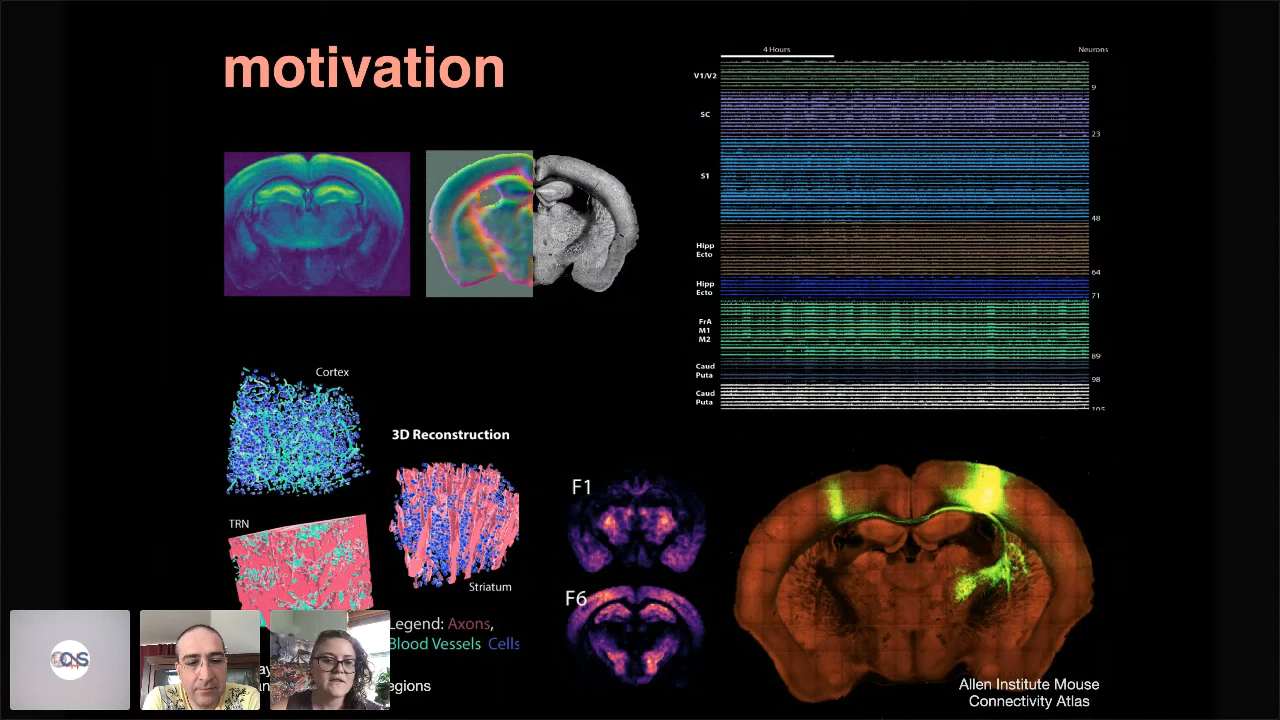 motivation
4 Hours
Neurons
V1/V2
9
SC
23
S1
48
Hipp
Ecto
64
Hipp
Ecto
71
FrA
M1
M2
89
Caud
Puta
98
Caud
Puta
105
Cortex
3D Reconstruction
TRN
Striatum
Legend: Axons,
Blood Vessels Cells
egions
F1
F6
Allen Institute Mouse
Connectivity Atlas